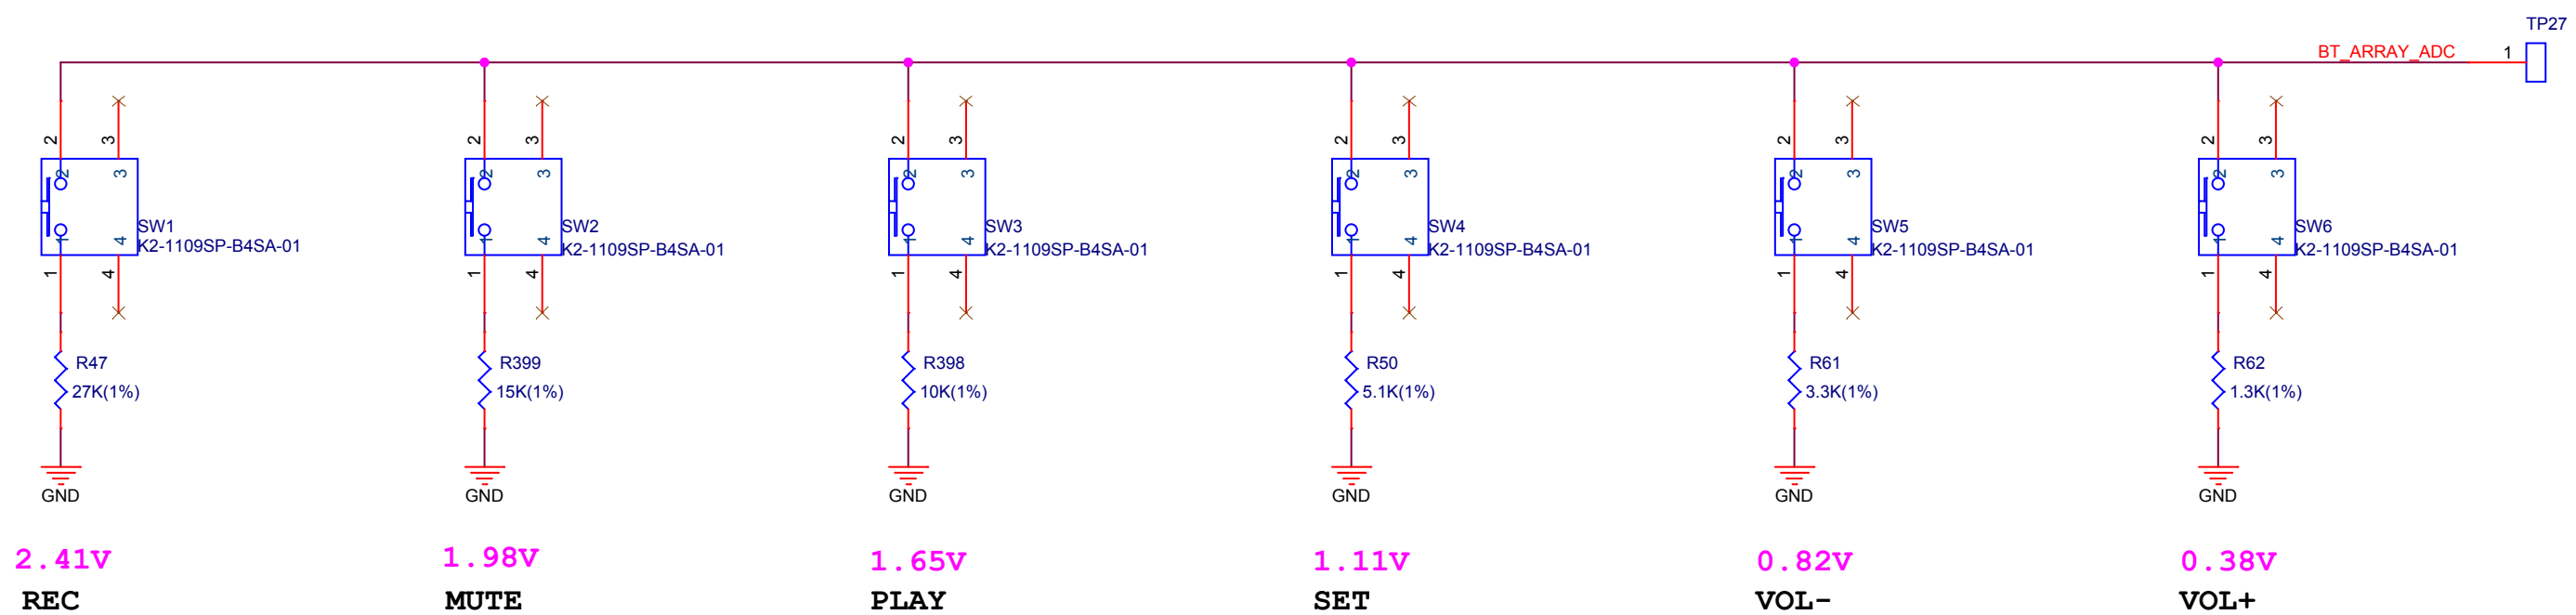 TP27
BT_ARRAY_ADC 1
2 3 2 3 2 3 2 3 2 3 2 3
2 3 2 3 2 3 2 3 2 3 2 3
SW1 SW2 SW3 SW4 SW5 SW6
1 4 1 4 1 4 1 4 1 4 1 4
K2-1109SP-B4SA-01 K2-1109SP-B4SA-01 K2-1109SP-B4SA-01 K2-1109SP-B4SA-01 K2-1109SP-B4SA-01 K2-1109SP-B4SA-01
1 4 1 4 1 4 1 4 1 4 1 4
R47 R399 R398 R50 R61 R62
27K(1%) 15K(1%) 10K(1%) 5.1K(1%) 3.3K(1%) 1.3K(1%)
GND GND GND GND GND GND
2.41V 1.98V 1.65V 1.11V 0.82V 0.38V
REC MUTE PLAY SET VOL- VOL+